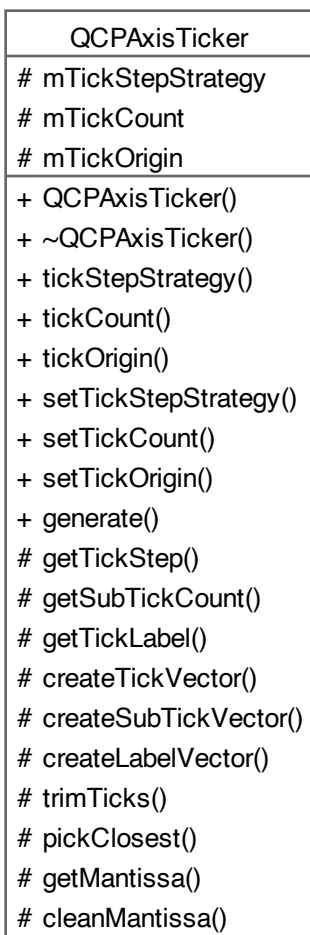 QCPAxisTicker
# mTickStepStrategy
# mTickCount
# mTickOrigin
+ QCPAxisTicker()
+ ~QCPAxisTicker()
+ tickStepStrategy()
+ tickCount()
+ tickOrigin()
+ setTickStepStrategy()
+ setTickCount()
+ setTickOrigin()
+ generate()
# getTickStep()
# getSubTickCount()
# getTickLabel()
# createTickVector()
# createSubTickVector()
# createLabelVector()
# trimTicks()
# pickClosest()
# getMantissa()
# cleanMantissa()